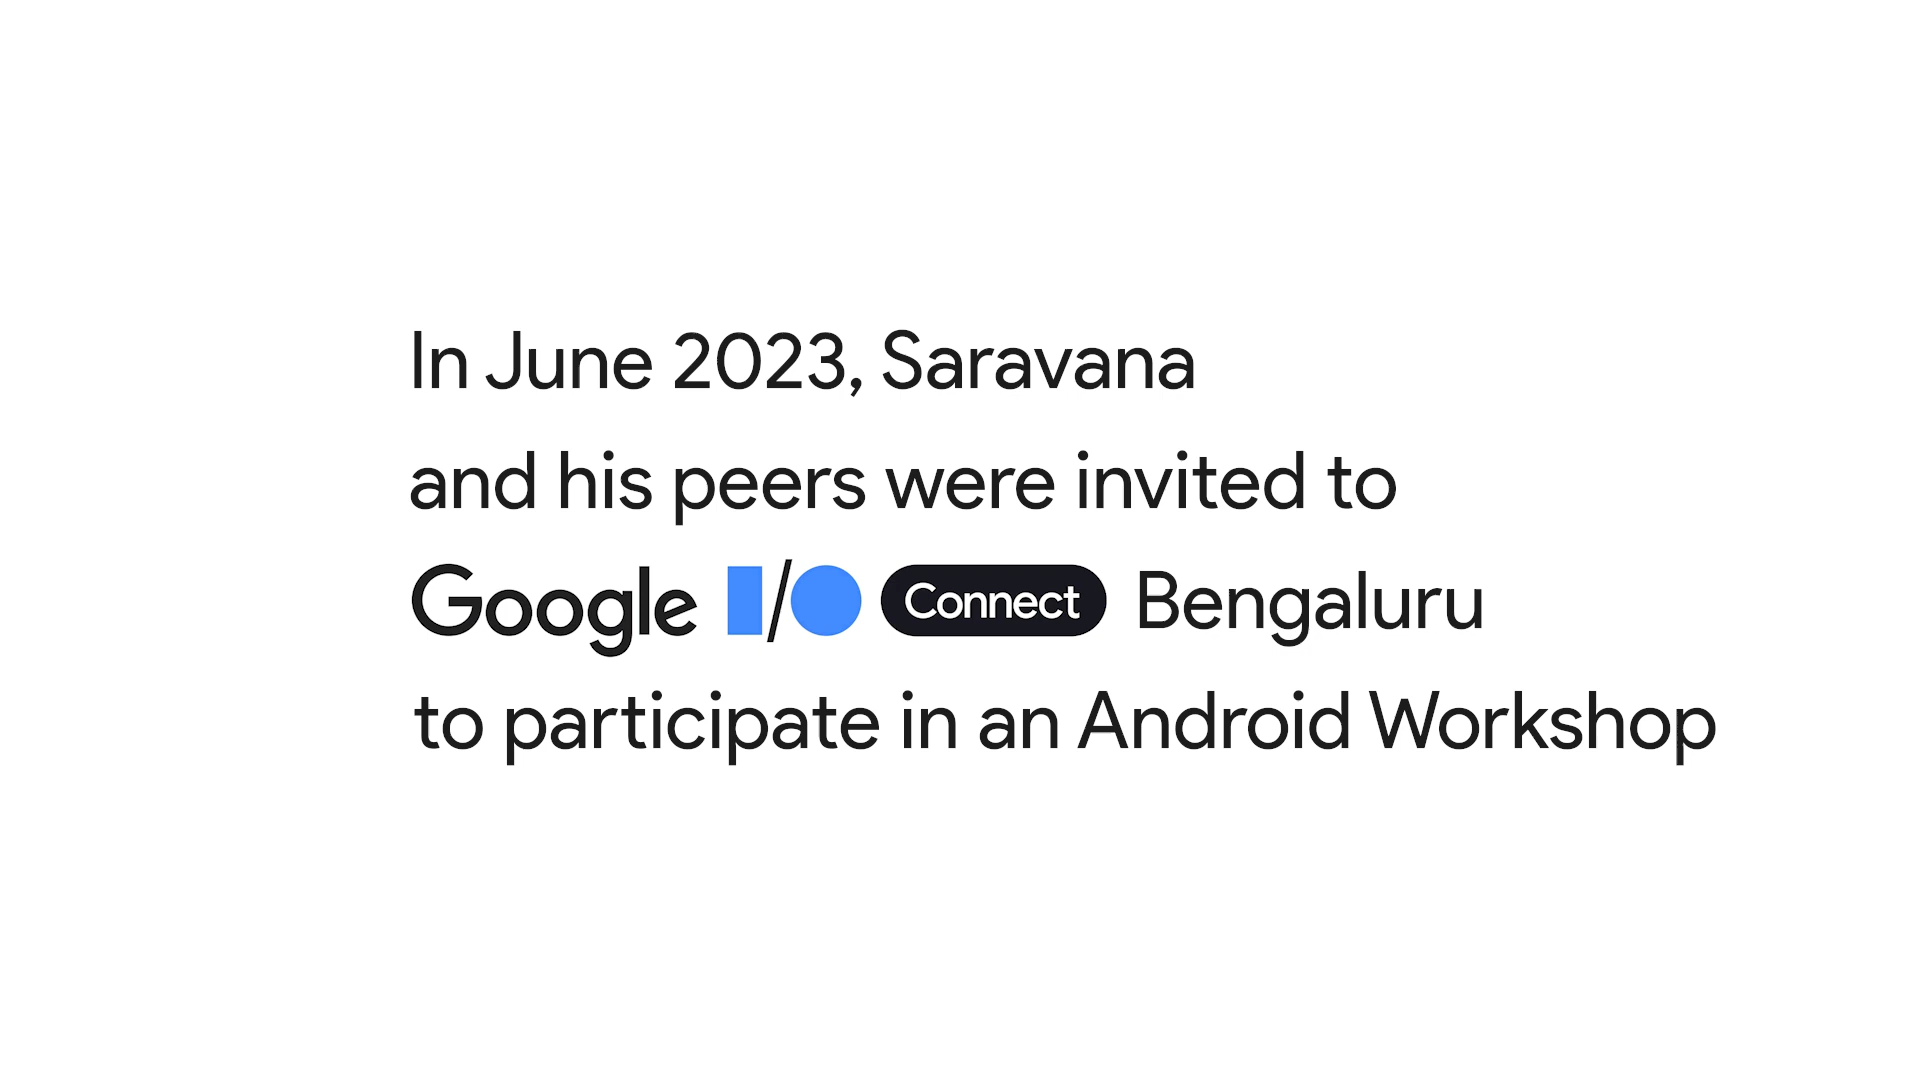 In June 2023, Saravana
and his peers were invited to
Google I/O Connect Bengaluru
to participate in an Android Workshop